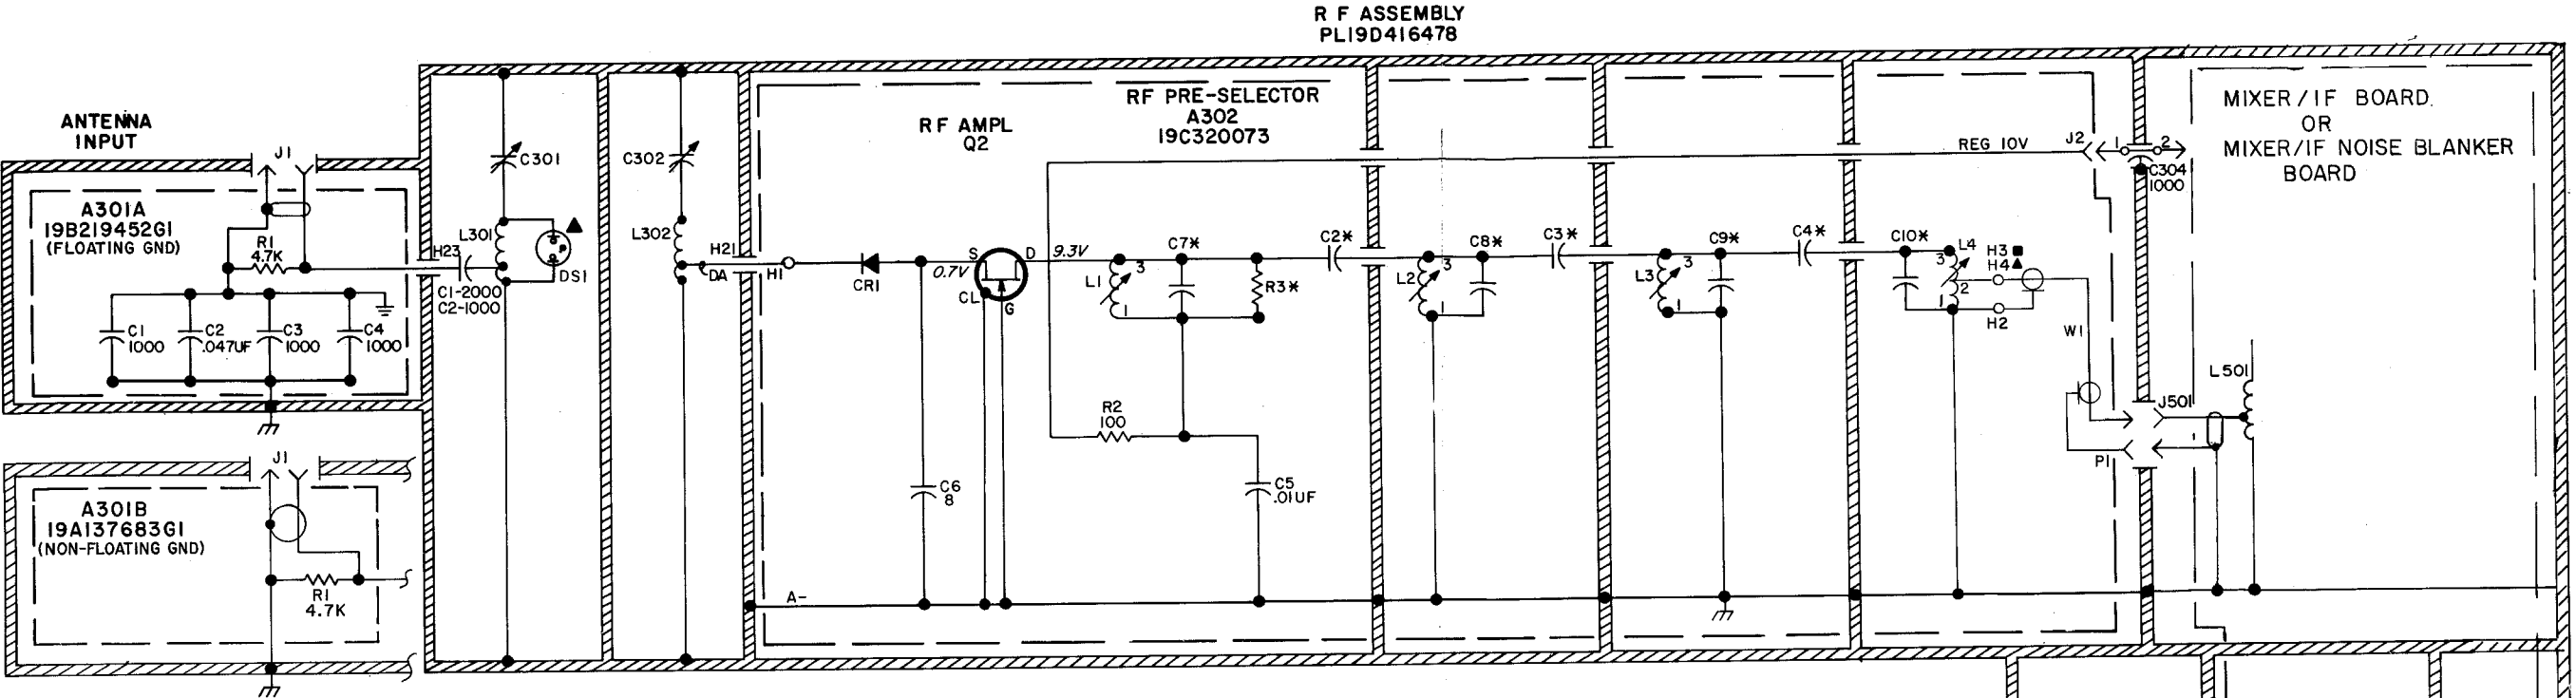 R F ASSEMBLY
PL19D416478
ANTENNA
INPUT
J1
A301A
19B219452G1
(FLOATING GND)
R1
4.7K
C1
1000
C2
.047UF
C3
1000
C4
1000
H23
C1-2000
C2-1000
C301
L301
DS1
C302
L302
H21
DA
H1
RF AMPL
Q2
RF PRE-SELECTOR
A302
19C320073
CR1
0.7V
S
D
CL
G
9.3V
L1
3
1
C7*
R3*
C2*
L2
3
1
C8*
C3*
L3
3
1
C9*
C4*
C10*
L4
3
1
2
H3■
H4▲
H2
W1
REG 10V
J2
1
2
C304
1000
MIXER/IF BOARD.
OR
MIXER/IF NOISE BLANKER
BOARD
R2
100
C6
8
C5
.01UF
A-
P1
J501
L501
J1
A301B
19A137683G1
(NON-FLOATING GND)
R1
4.7K